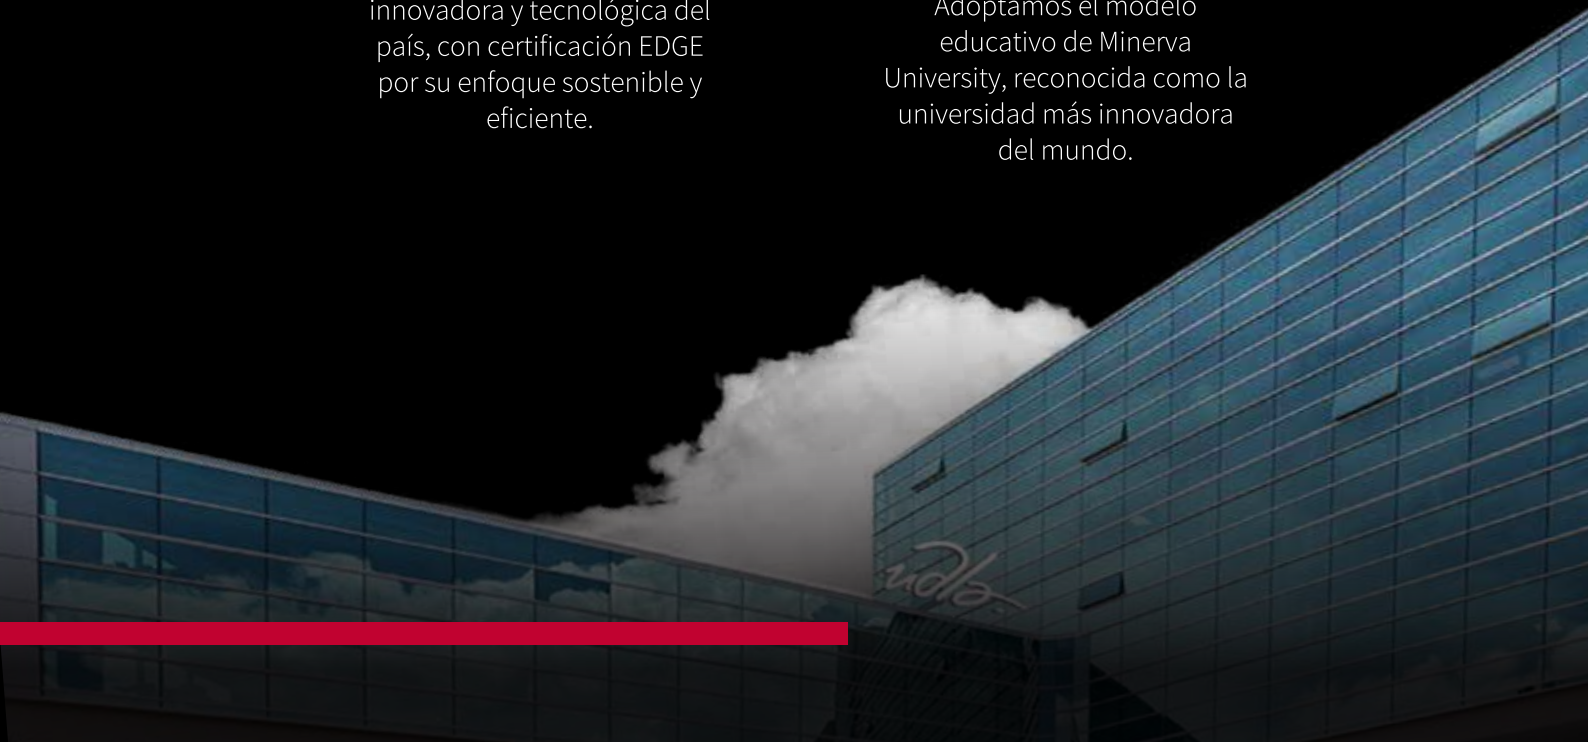 innovadora y tecnológica del
país, con certificación EDGE
por su enfoque sostenible y
eficiente.
Adoptamos el modelo
educativo de Minerva
University, reconocida como la
universidad más innovadora
del mundo.
udla